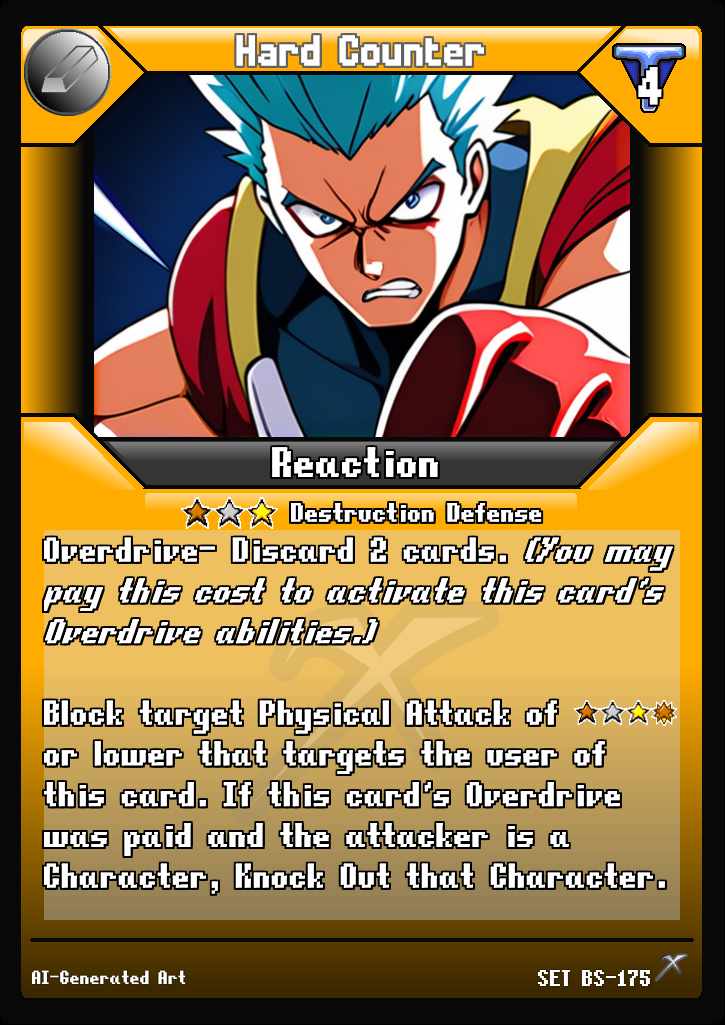 Hard Counter
4
Reaction
Destruction Defense
Overdrive- Discard 2 cards. (You may
pay this cost to activate this card's
Overdrive abilities.)
Block target Physical Attack of
or lower that targets the user of
this card. If this card's Overdrive
was paid and the attacker is a
Character, Knock Out that Character.
AI-Generated Art
SET BS-175